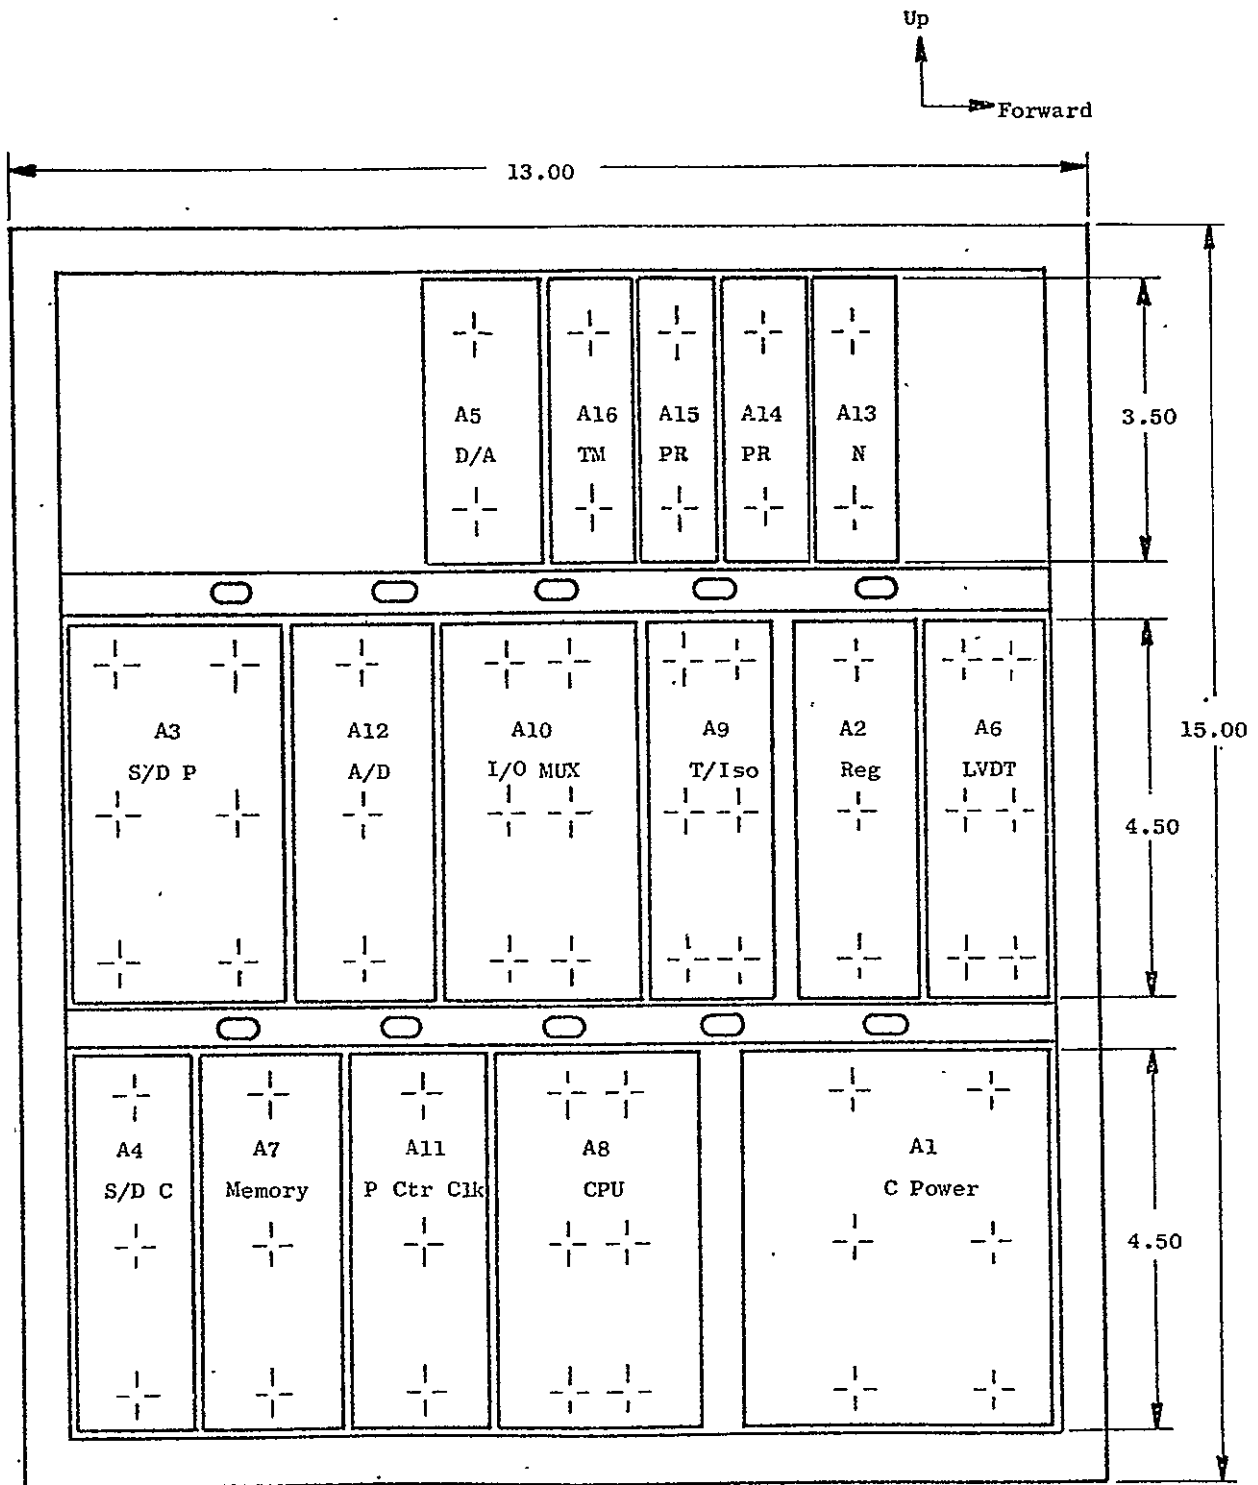 Up
Forward
13.00
A5 A16 A15 A14 A13
D/A TM PR PR N
3.50
A3 A12 A10 A9 A2 A6
S/D P A/D I/O MUX T/Iso Reg LVDT
15.00
4.50
A4 A7 A11 A8 A1
S/D C Memory P Ctr Clk CPU C Power
4.50